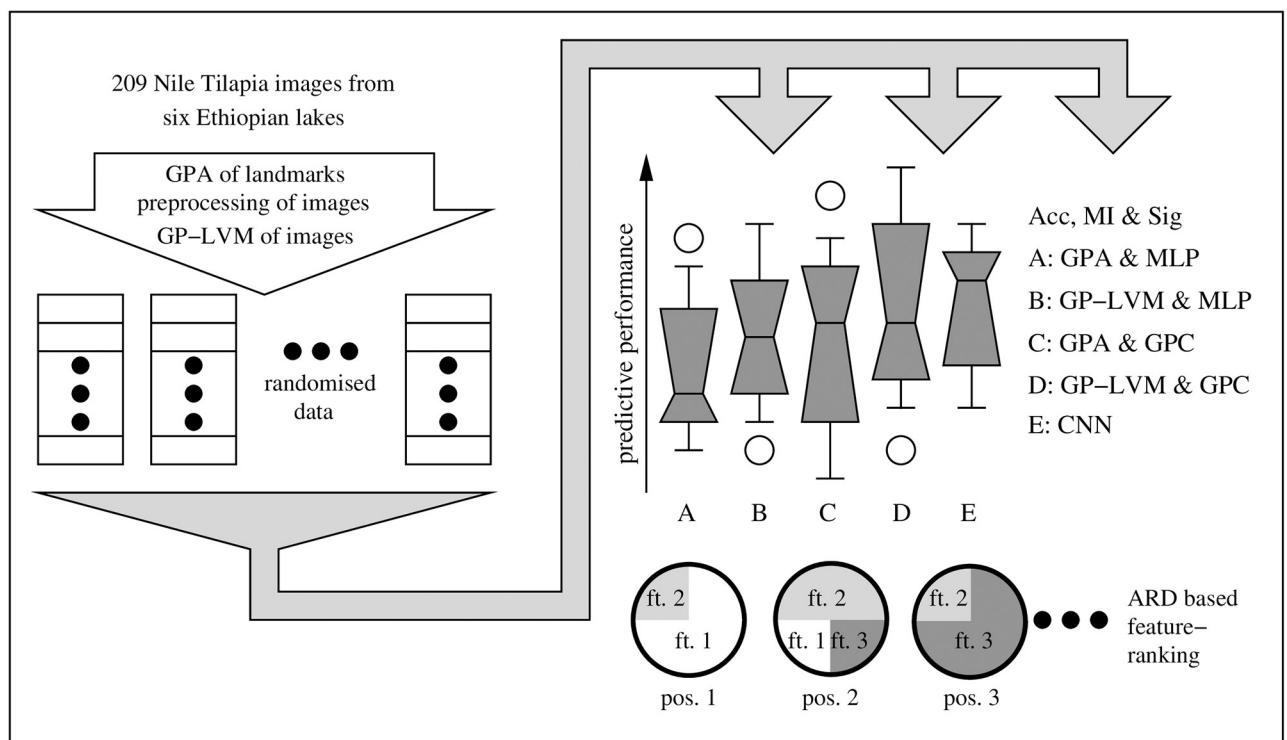 209 Nile Tilapia images from
six Ethiopian lakes
GPA of landmarks
preprocessing of images
GP−LVM of images
randomised
data
predictive performance
A
B
C
D
E
Acc, MI & Sig
A: GPA & MLP
B: GP−LVM & MLP
C: GPA & GPC
D: GP−LVM & GPC
E: CNN
ft. 2
ft. 1
pos. 1
ft. 2
ft. 1
ft. 3
pos. 2
ft. 2
ft. 3
pos. 3
ARD based
feature−
ranking